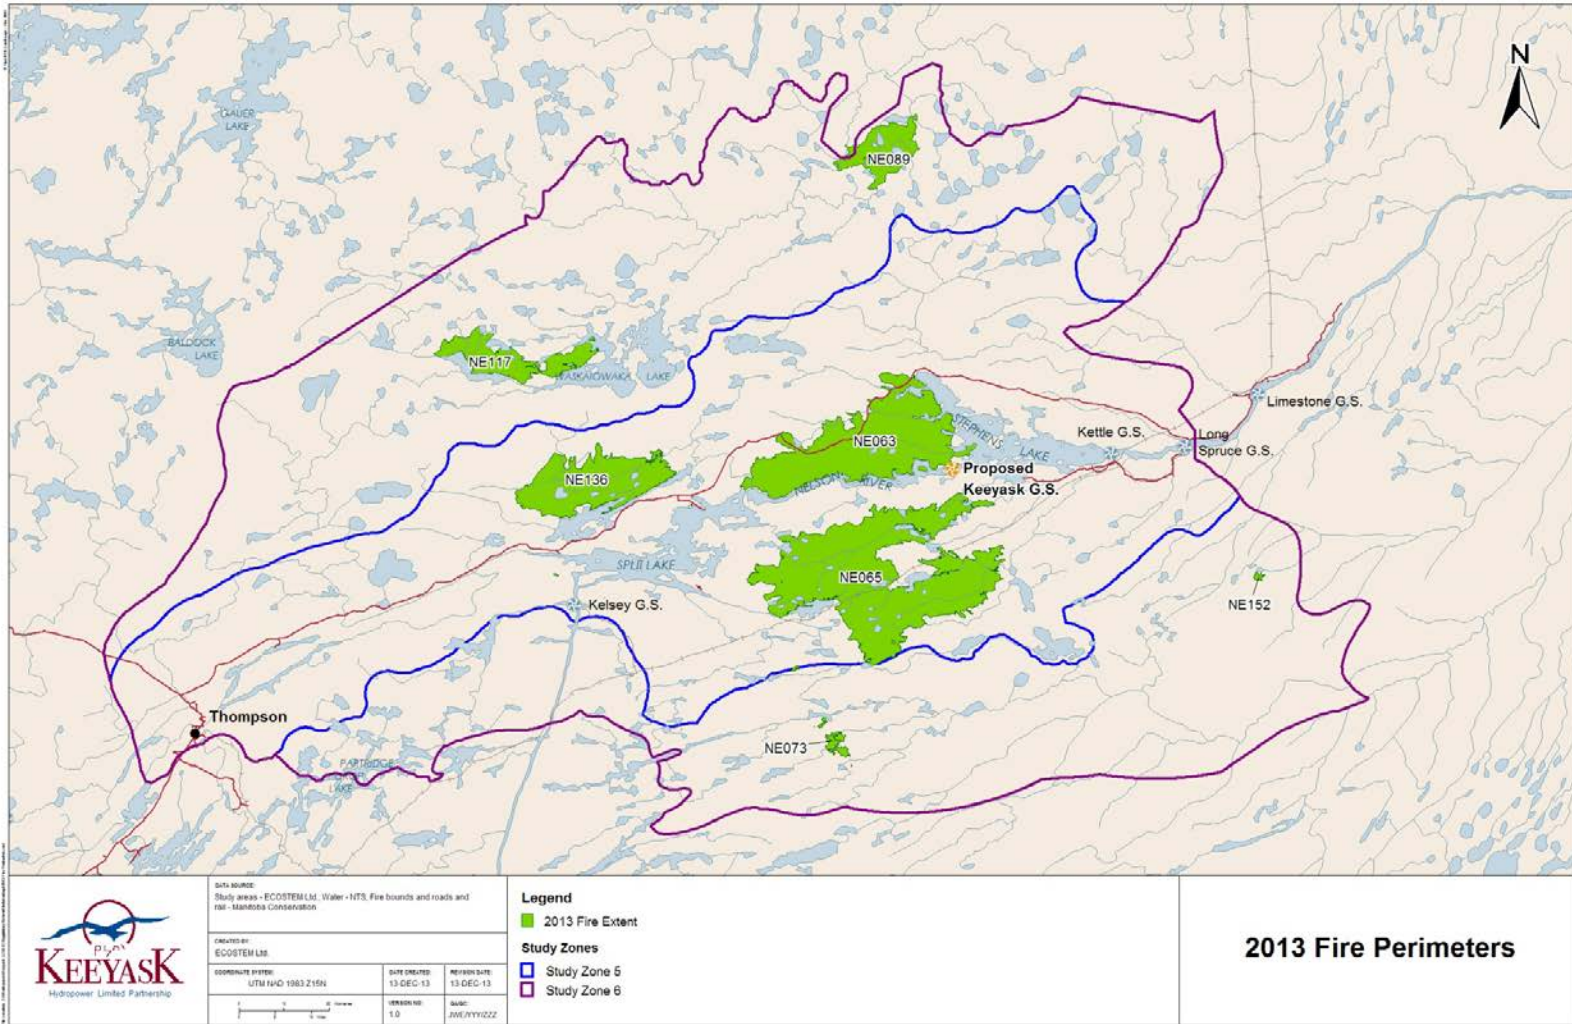 N
GAUER
LAKE
NE089
BALDOCK
LAKE
NE117
WASKAIOWAKA LAKE
Limestone G.S.
STEPHENS LAKE
Kettle G.S.
Long
Spruce G.S.
NE063
NE136
Proposed
Keeyask G.S.
NELSON RIVER
SPLIT LAKE
NE065
Kelsey G.S.
NE152
Thompson
NE073
PARTRIDGE
LAKE
KEEYASK
Hydropower Limited Partnership
DATA SOURCE:
Study areas - ECOSTEM Ltd.; Water - NTS; Fire bounds and roads and
rail - Manitoba Conservation
CREATED BY:
ECOSTEM Ltd.
COORDINATE SYSTEM:
UTM NAD 1983 Z15N
DATE CREATED:
13-DEC-13
REVISION DATE:
13-DEC-13
VERSION NO:
1.0
QA/QC:
Legend
2013 Fire Extent
Study Zones
Study Zone 5
Study Zone 6
2013 Fire Perimeters